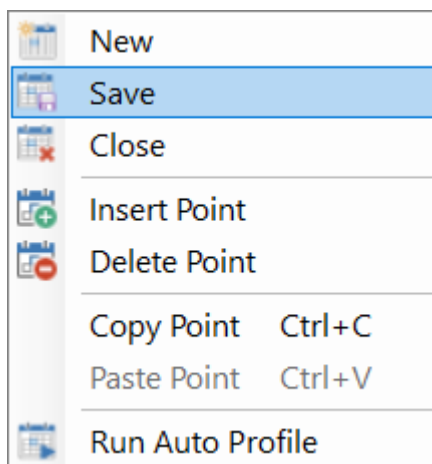 New
Save
Close
Insert Point
Delete Point
Copy Point Ctrl+C
Paste Point Ctrl+V
Run Auto Profile